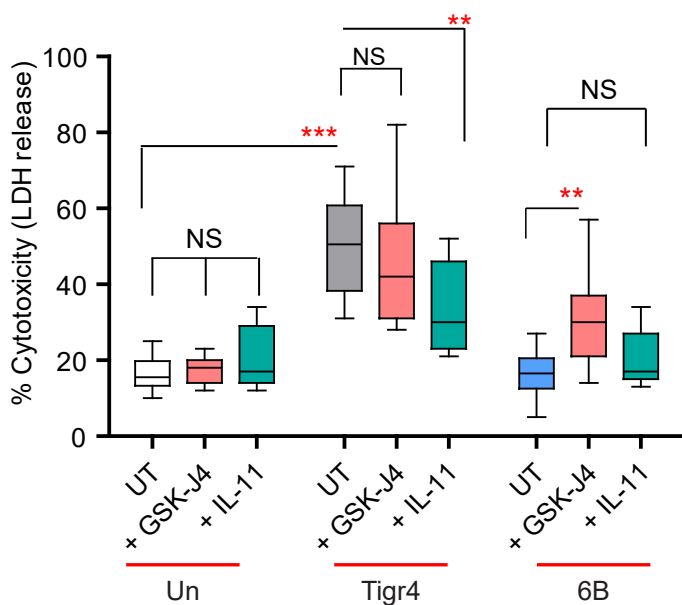 % Cytotoxicity (LDH release)
100
80
60
40
20
0
NS
***
NS
**
**
NS
UT
+ GSK-J4
+ IL-11
UT
+ GSK-J4
+ IL-11
UT
+ GSK-J4
+ IL-11
Un
Tigr4
6B